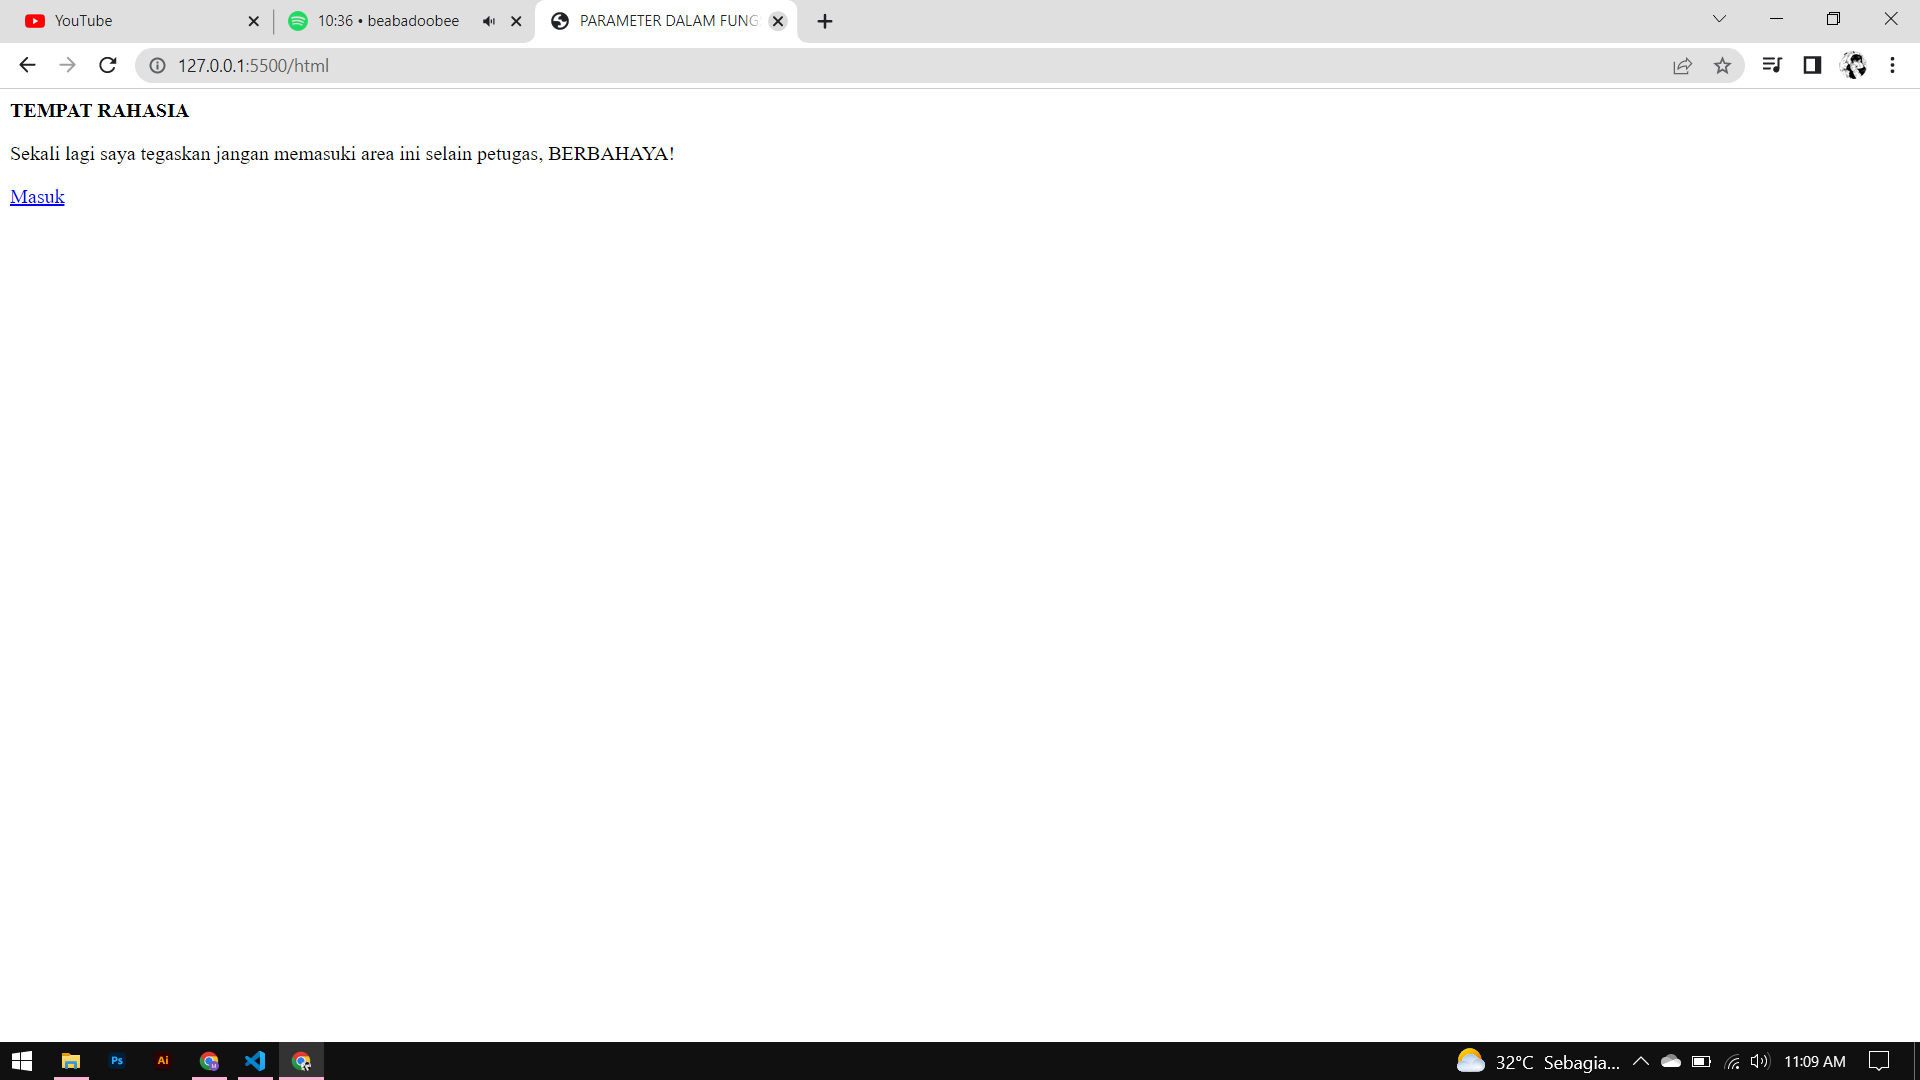 YouTube
10:36 • beabadoobee
PARAMETER DALAM FUNG
127.0.0.1:5500/html
TEMPAT RAHASIA
Sekali lagi saya tegaskan jangan memasuki area ini selain petugas, BERBAHAYA!
Masuk
Ps
Ai
32°C Sebagia...
11:09 AM